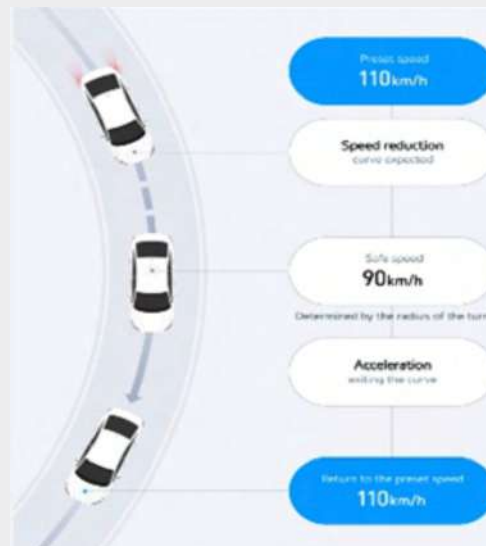 Preset speed
110km/h
Speed reduction
curve expected
Safe speed
90km/h
Determined by the radius of the turn
Acceleration
exiting the curve
Return to the preset speed
110km/h